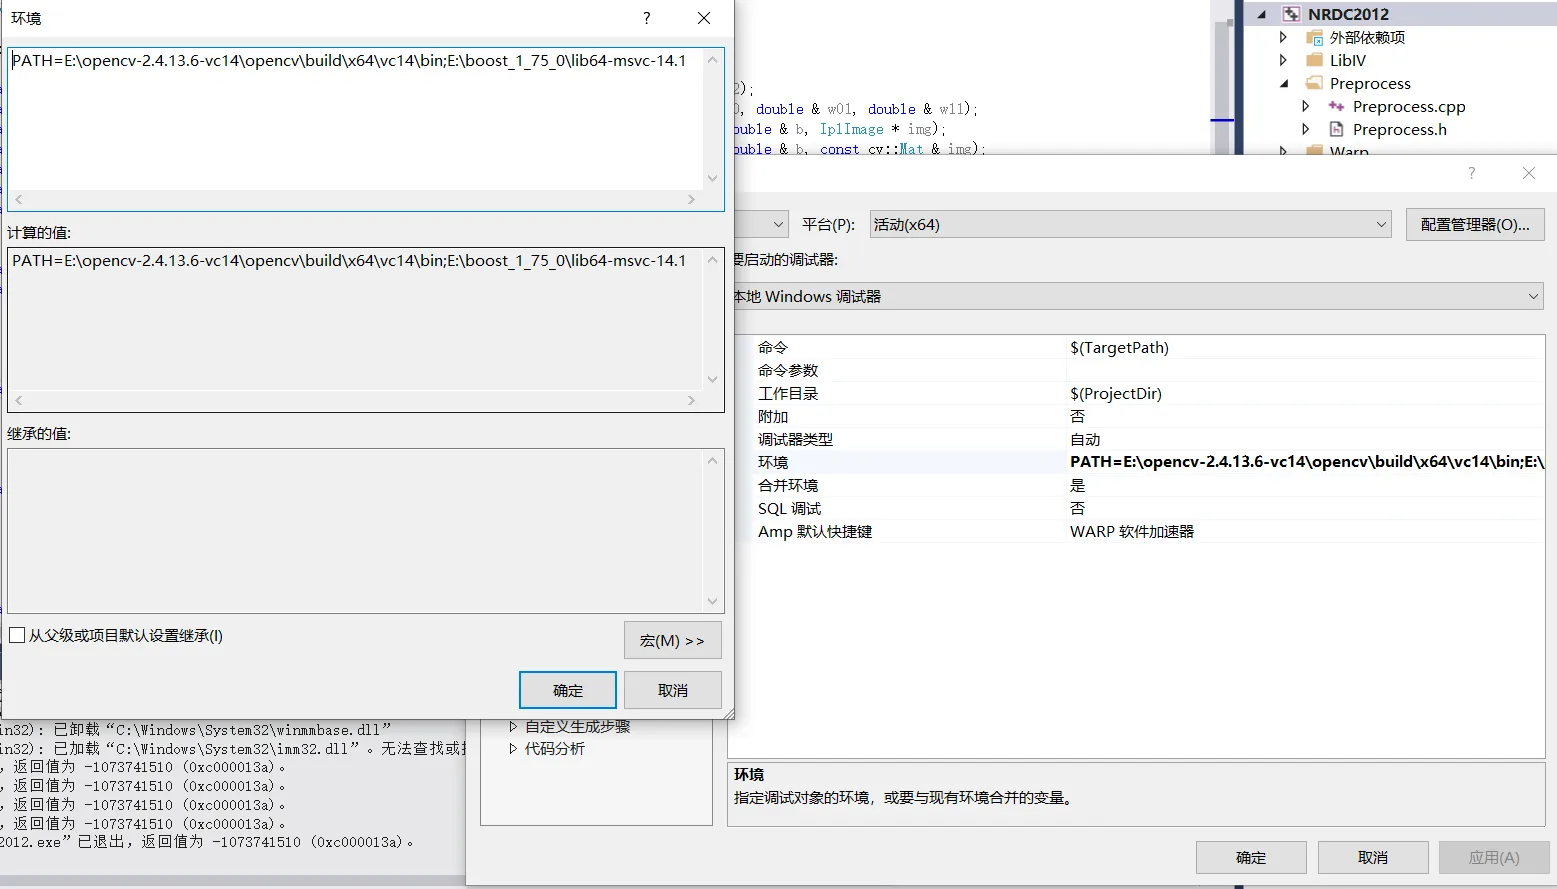 环境
PATH=E:\opencv-2.4.13.6-vc14\opencv\build\x64\vc14\bin;E:\boost_1_75_0\lib64-msvc-14.1
计算的值:
PATH=E:\opencv-2.4.13.6-vc14\opencv\build\x64\vc14\bin;E:\boost_1_75_0\lib64-msvc-14.1
继承的值:
从父级或项目默认设置继承(I)
宏(M) >>
确定
取消
2);
0, double & w01, double & w11);
ouble & b, IplImage * img);
ouble & b, const cv::Mat & img);
NRDC2012
外部依赖项
LibIV
Preprocess
Preprocess.cpp
Preprocess.h
Warp
平台(P):
活动(x64)
配置管理器(O)...
要启动的调试器:
本地 Windows 调试器
命令 $(TargetPath)
命令参数
工作目录 $(ProjectDir)
附加 否
调试器类型 自动
环境 PATH=E:\opencv-2.4.13.6-vc14\opencv\build\x64\vc14\bin;E:\
合并环境 是
SQL 调试 否
Amp 默认快捷键 WARP 软件加速器
自定义生成步骤
代码分析
环境
指定调试对象的环境，或要与现有环境合并的变量。
确定
取消
应用(A)
in32): 已卸载“C:\Windows\System32\winmmbase.dll”
in32): 已加载“C:\Windows\System32\imm32.dll”。无法查找或
，返回值为 -1073741510 (0xc000013a)。
，返回值为 -1073741510 (0xc000013a)。
，返回值为 -1073741510 (0xc000013a)。
，返回值为 -1073741510 (0xc000013a)。
2012.exe”已退出，返回值为 -1073741510 (0xc000013a)。